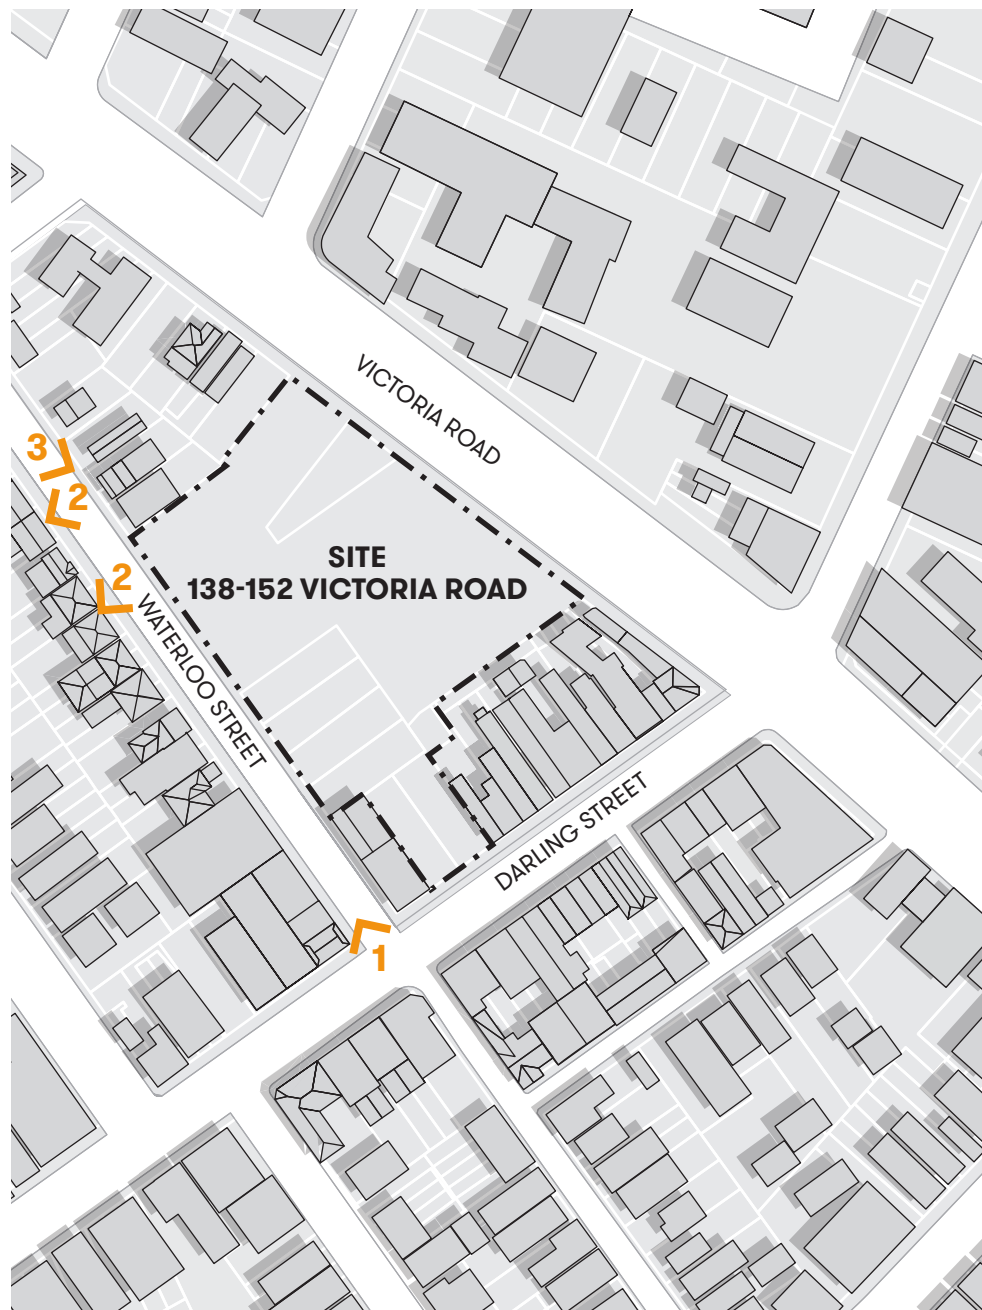 VICTORIA ROAD
3
2
SITE
138-152 VICTORIA ROAD
2
WATERLOO STREET
DARLING STREET
1